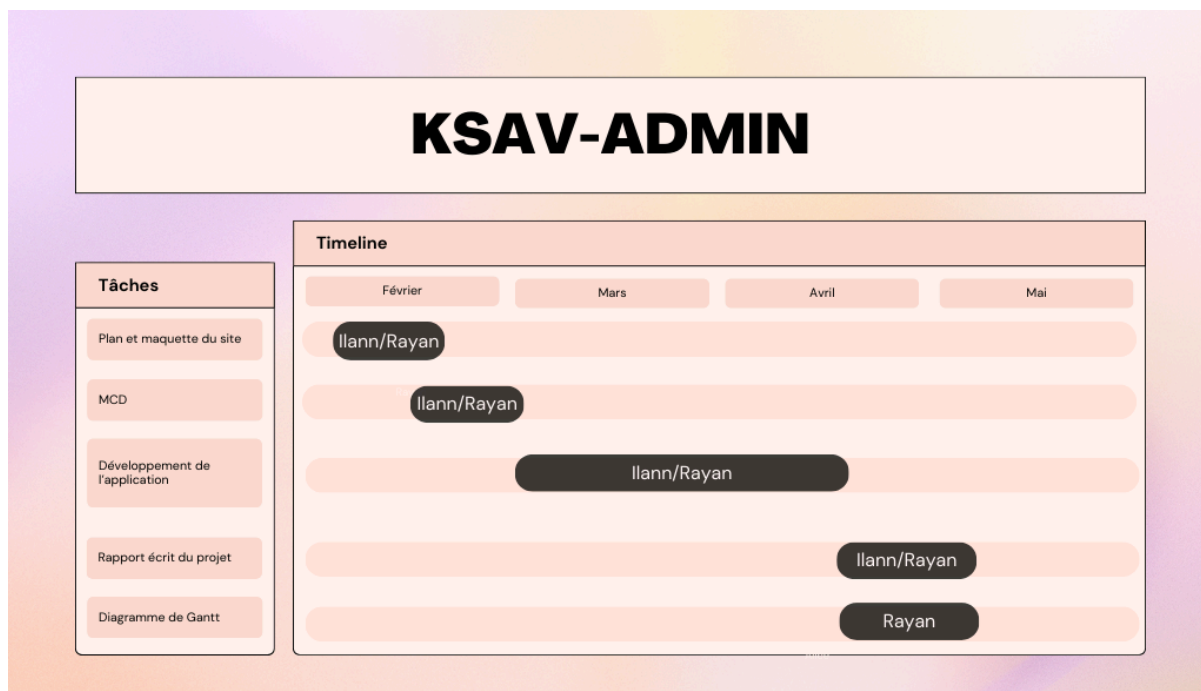 KSAV-ADMIN
Timeline
Tâches
Février
Mars
Avril
Mai
Plan et maquette du site
Ilann/Rayan
MCD
Ilann/Rayan
Développement de
l'application
Ilann/Rayan
Rapport écrit du projet
Ilann/Rayan
Diagramme de Gantt
Rayan